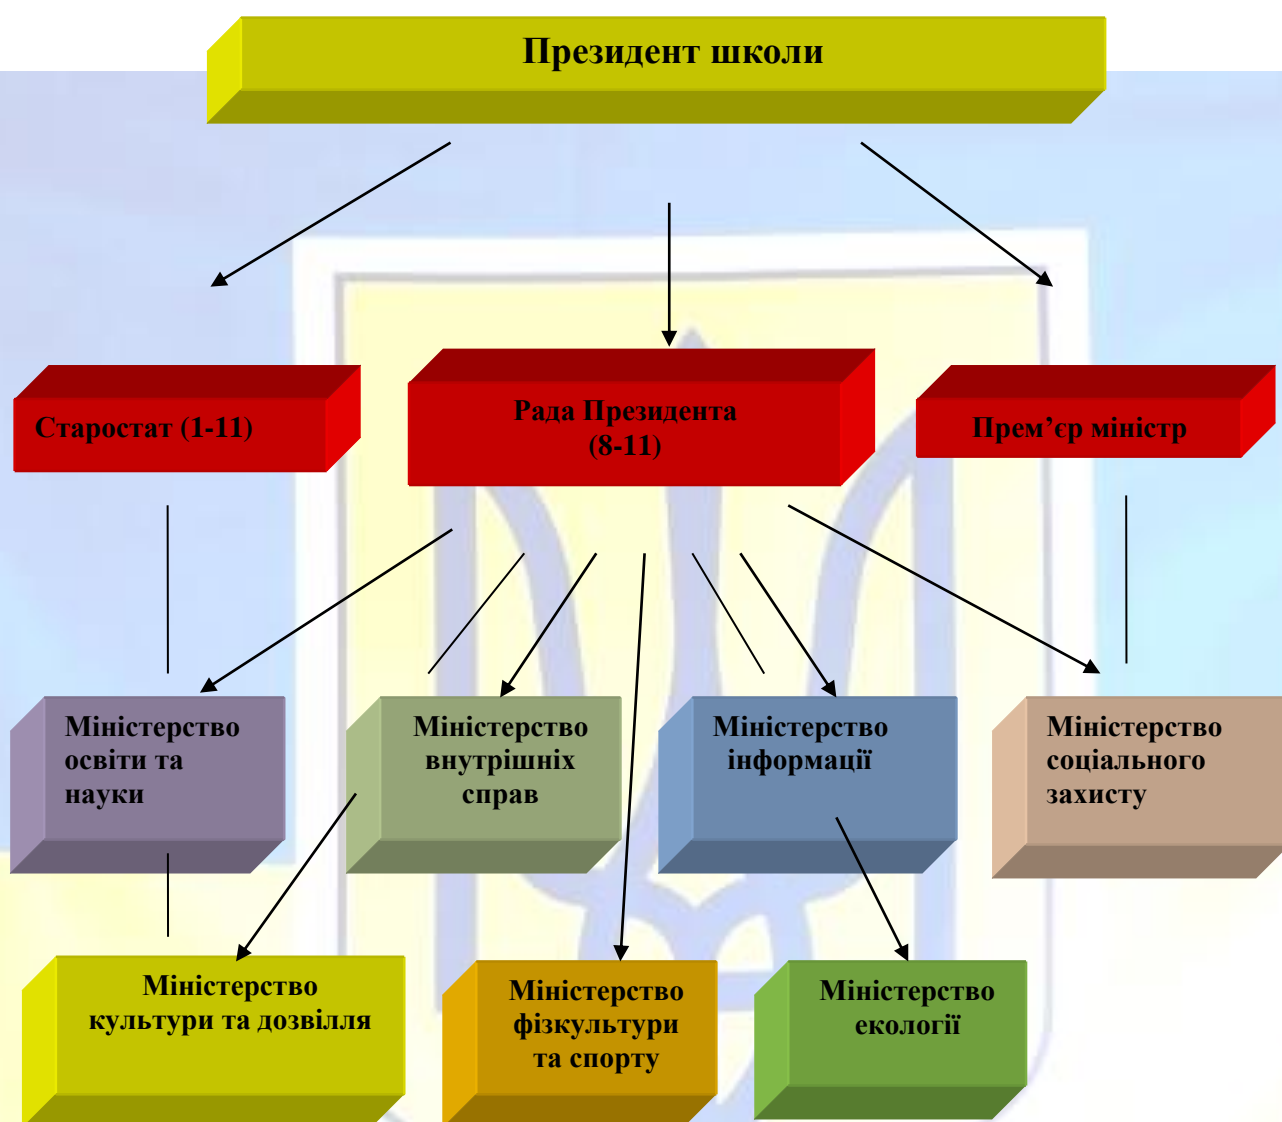 Президент школи
Старостат (1-11)
Рада Президента
(8-11)
Прем’єр міністр
Міністерство
освіти та
науки
Міністерство
внутрішніх
справ
Міністерство
інформації
Міністерство
соціального
захисту
Міністерство
культури та дозвілля
Міністерство
фізкультури
та спорту
Міністерство
екології